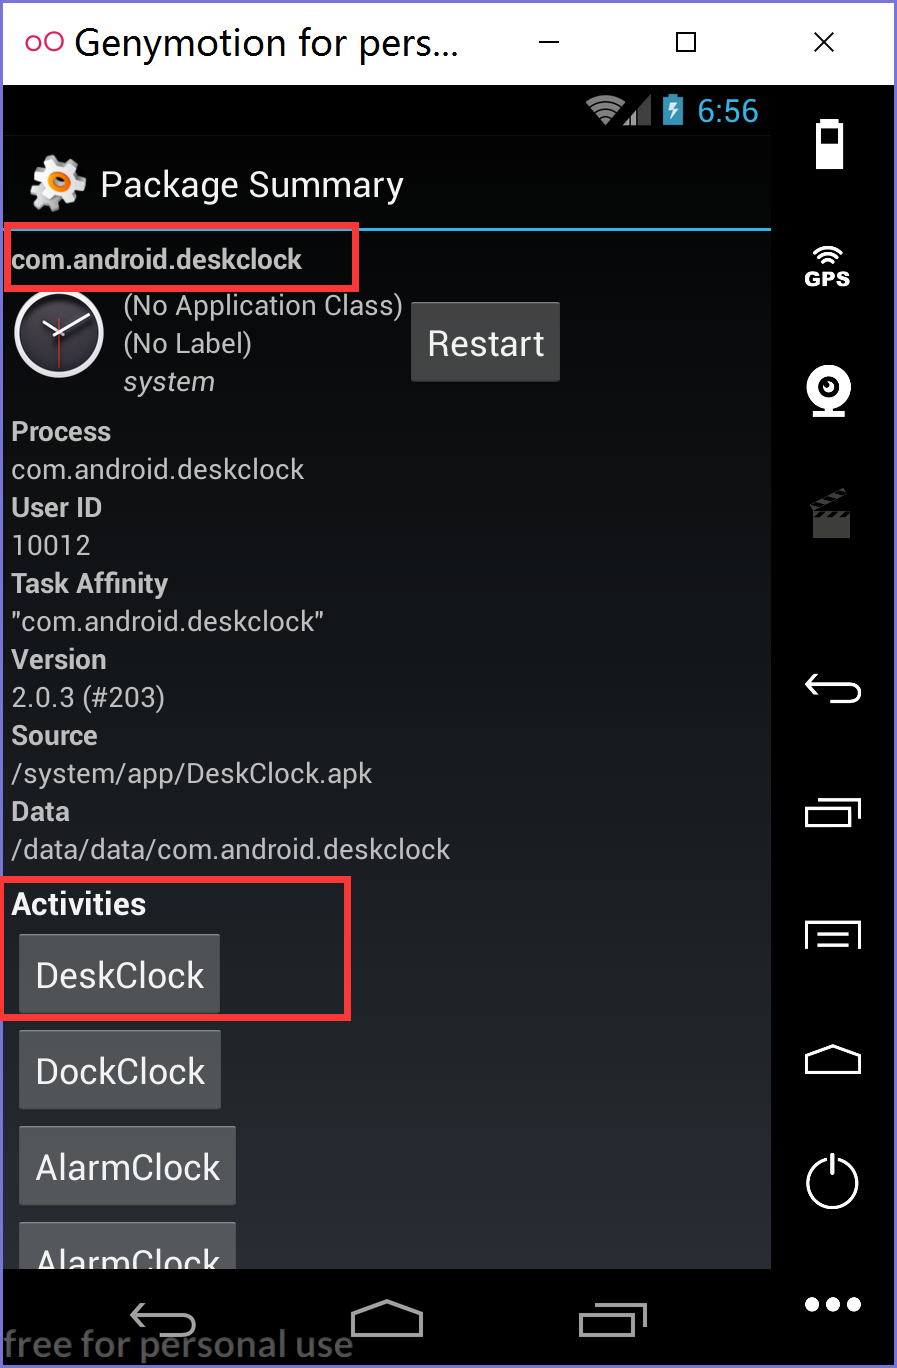 Genymotion for pers...
6:56
Package Summary
com.android.deskclock
(No Application Class)
(No Label)
system
Restart
Process
com.android.deskclock
User ID
10012
Task Affinity
"com.android.deskclock"
Version
2.0.3 (#203)
Source
/system/app/DeskClock.apk
Data
/data/data/com.android.deskclock
Activities
DeskClock
DockClock
AlarmClock
AlarmClock
GPS
free for personal use